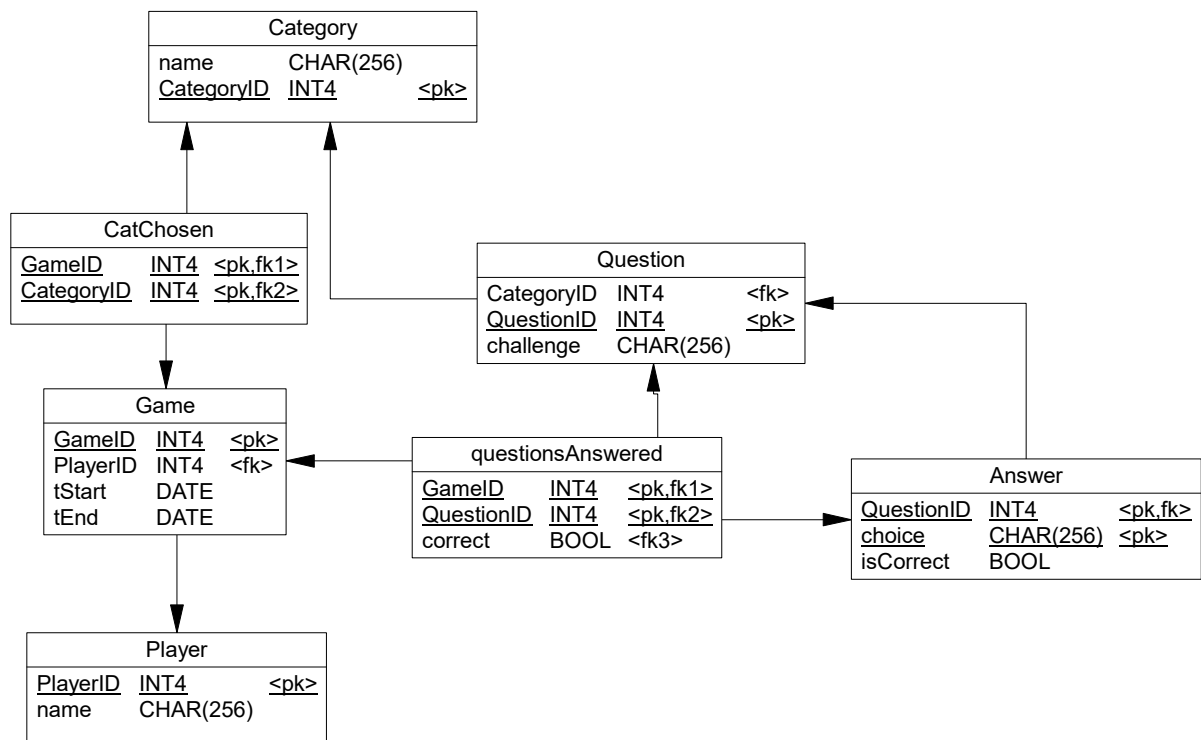 Category
name CHAR(256)
CategoryID INT4 <pk>
CatChosen
GameID INT4 <pk,fk1>
CategoryID INT4 <pk,fk2>
Question
CategoryID INT4 <fk>
QuestionID INT4 <pk>
challenge CHAR(256)
Game
GameID INT4 <pk>
PlayerID INT4 <fk>
tStart DATE
tEnd DATE
questionsAnswered
GameID INT4 <pk,fk1>
QuestionID INT4 <pk,fk2>
correct BOOL <fk3>
Answer
QuestionID INT4 <pk,fk>
choice CHAR(256) <pk>
isCorrect BOOL
Player
PlayerID INT4 <pk>
name CHAR(256)